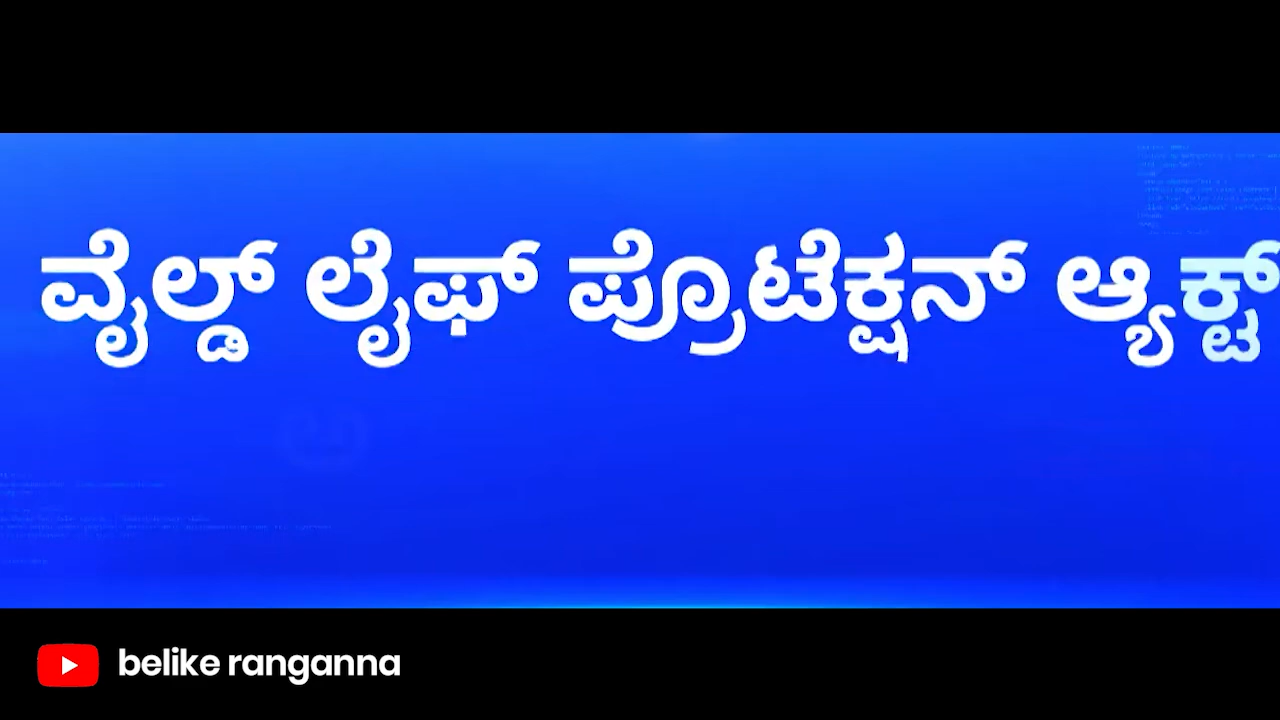 ವೈಲ್ಡ್ ಲೈಫ್ ಪ್ರೊಟೆಕ್ಷನ್ ಆ್ಯಕ್ಟ್
belike ranganna